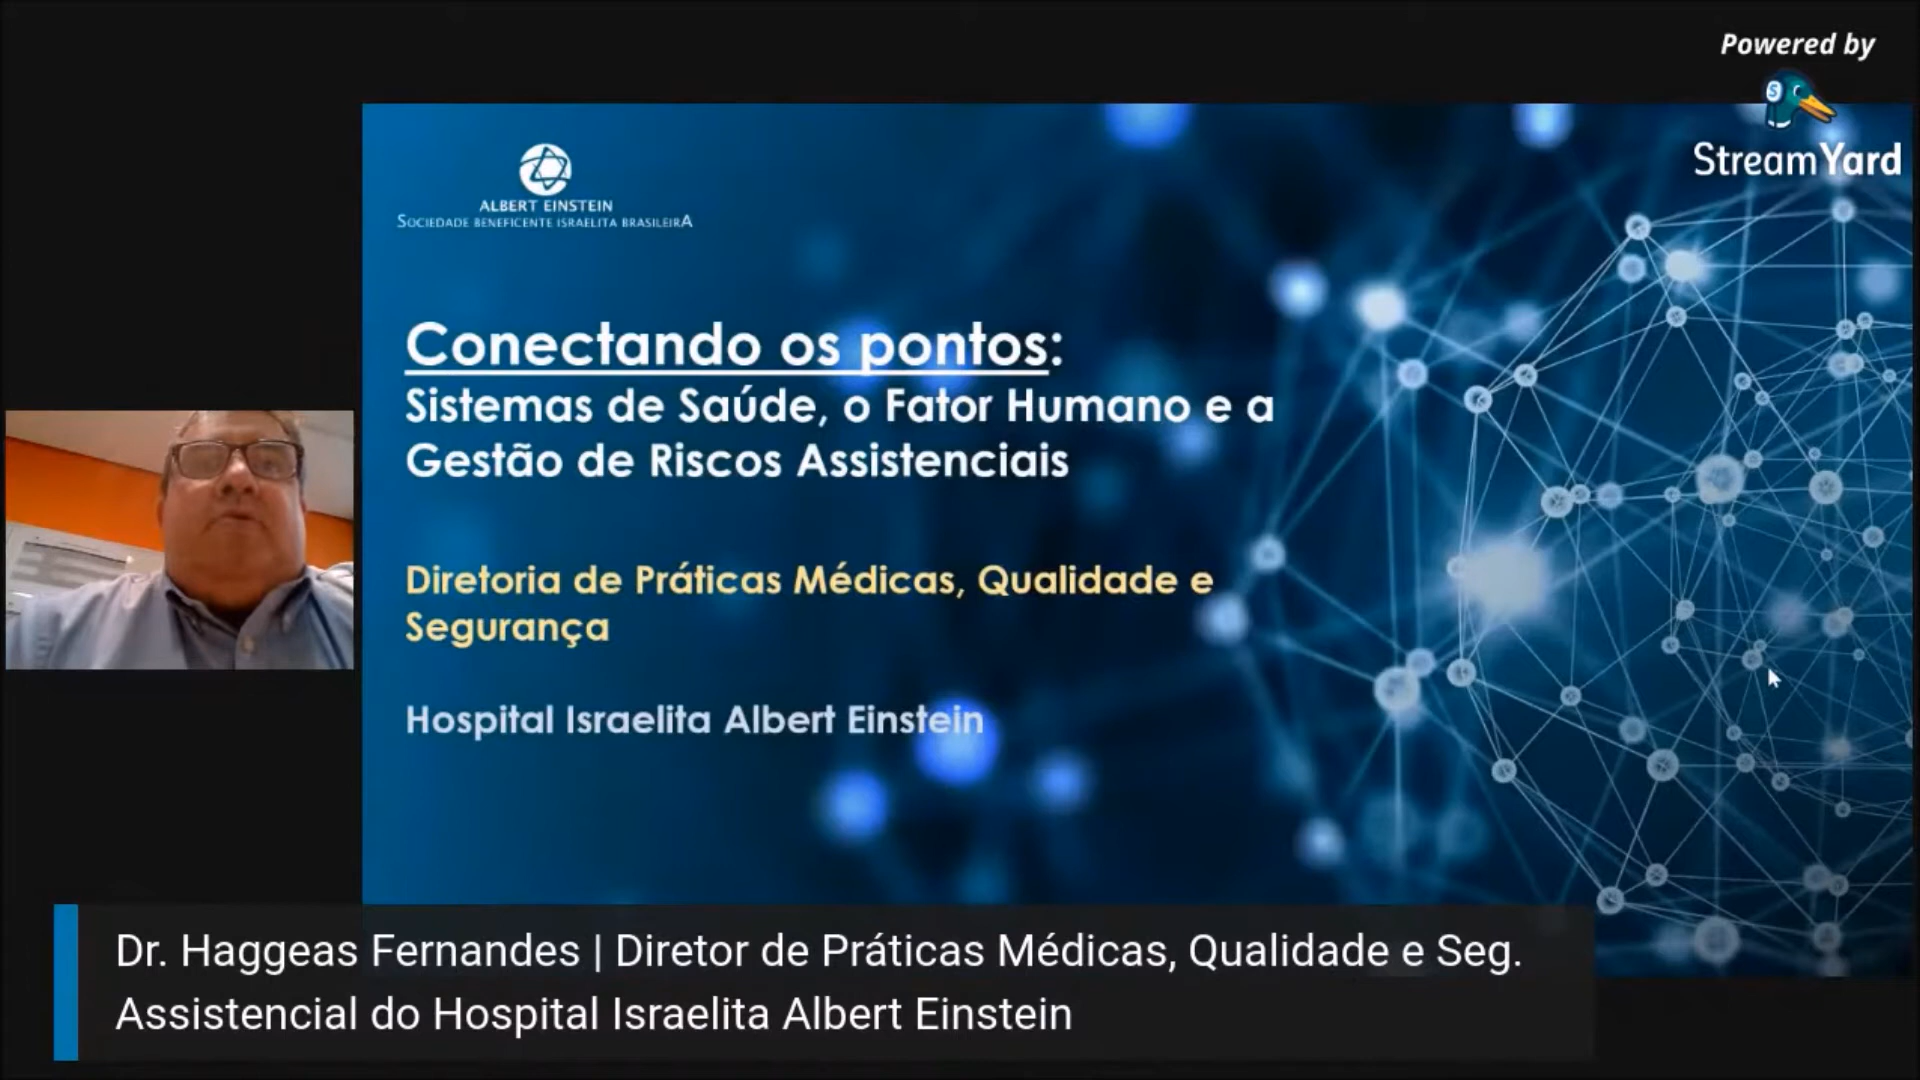 Powered by
StreamYard
ALBERT EINSTEIN
SOCIEDADE BENEFICENTE ISRAELITA BRASILEIRA
Conectando os pontos:
Sistemas de Saúde, o Fator Humano e a
Gestão de Riscos Assistenciais
Diretoria de Práticas Médicas, Qualidade e
Segurança
Hospital Israelita Albert Einstein
Dr. Haggeas Fernandes | Diretor de Práticas Médicas, Qualidade e Seg.
Assistencial do Hospital Israelita Albert Einstein